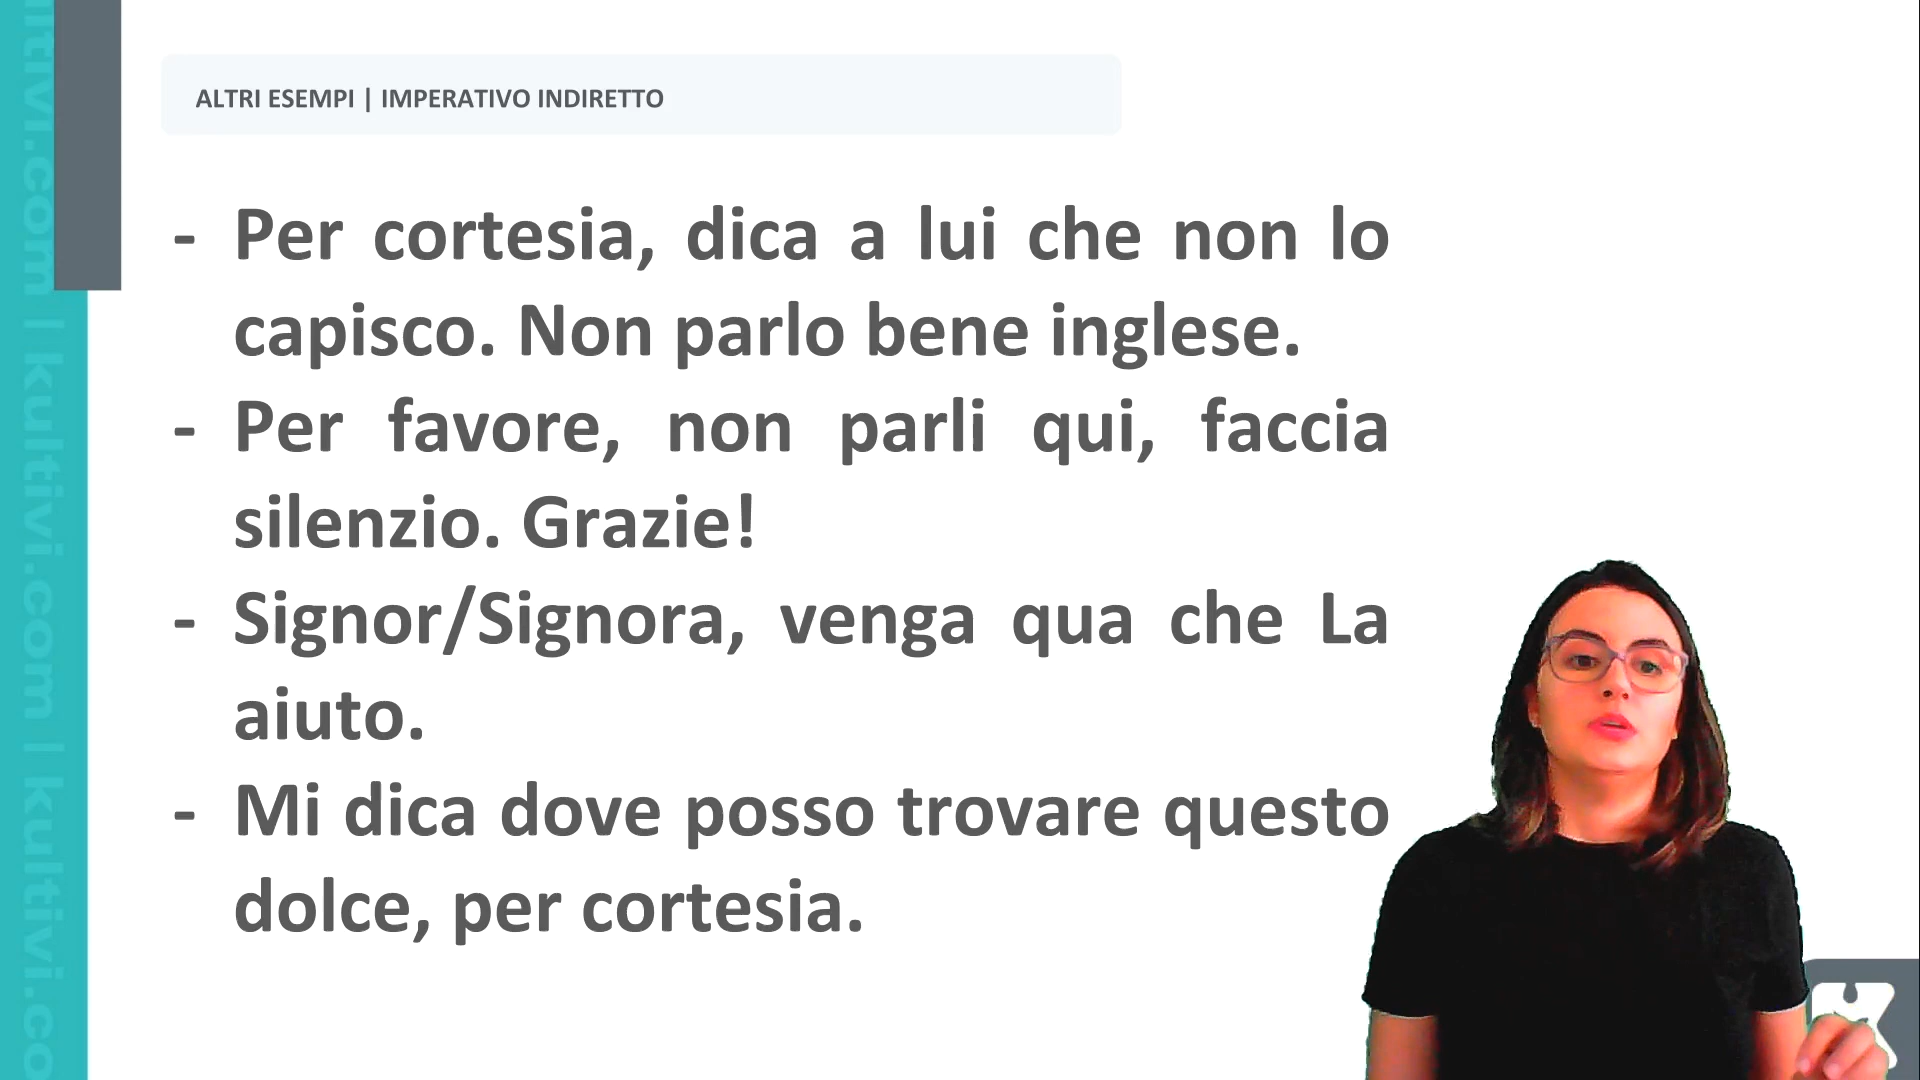 ALTRI ESEMPI | IMPERATIVO INDIRETTO
- Per cortesia, dica a lui che non lo
capisco. Non parlo bene inglese.
- Per favore, non parli qui, faccia
silenzio. Grazie!
- Signor/Signora, venga qua che La
aiuto.
- Mi dica dove posso trovare questo
dolce, per cortesia.
ltivi.com | kultivi.com | kultivi.co